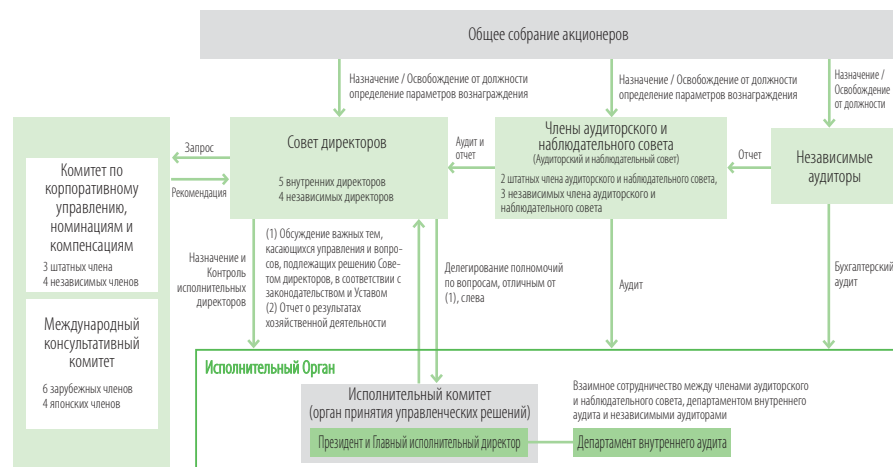 Общее собрание акционеров
Назначение / Освобождение от должности
определение параметров вознаграждения
Назначение / Освобождение от должности
определение параметров вознаграждения
Назначение /
Освобождение
от должности
Запрос
Рекомендация
Совет директоров
5 внутренних директоров
4 независимых директоров
Аудит и
отчет
Члены аудиторского и
наблюдательного совета
(Аудиторский и наблюдательный совет)
2 штатных члена аудиторского и наблюдательного совета,
3 независимых члена аудиторского и
наблюдательного совета
Отчет
Независимые
аудиторы
Комитет по
корпоративному
управлению,
номинациям и
компенсациям
3 штатных члена
4 независимых членов
Международный
консультативный
комитет
6 зарубежных членов
4 японских членов
Назначение и
Контроль
исполнительных
директоров
(1) Обсуждение важных тем,
касающихся управления и вопро-
сов, подлежащих решению Сове-
том директоров, в соответствии с
законодательством и Уставом
(2) Отчет о результатах
хозяйственной деятельности
Делегирование полномочий
по вопросам, отличным от
(1), слева
Аудит
Бухгалтерский
аудит
Исполнительный Орган
Исполнительный комитет
(орган принятия управленческих решений)
Президент и Главный исполнительный директор
Взаимное сотрудничество между членами аудиторского
и наблюдательного совета, департаментом внутреннего
аудита и независимыми аудиторами
Департамент внутреннего аудита